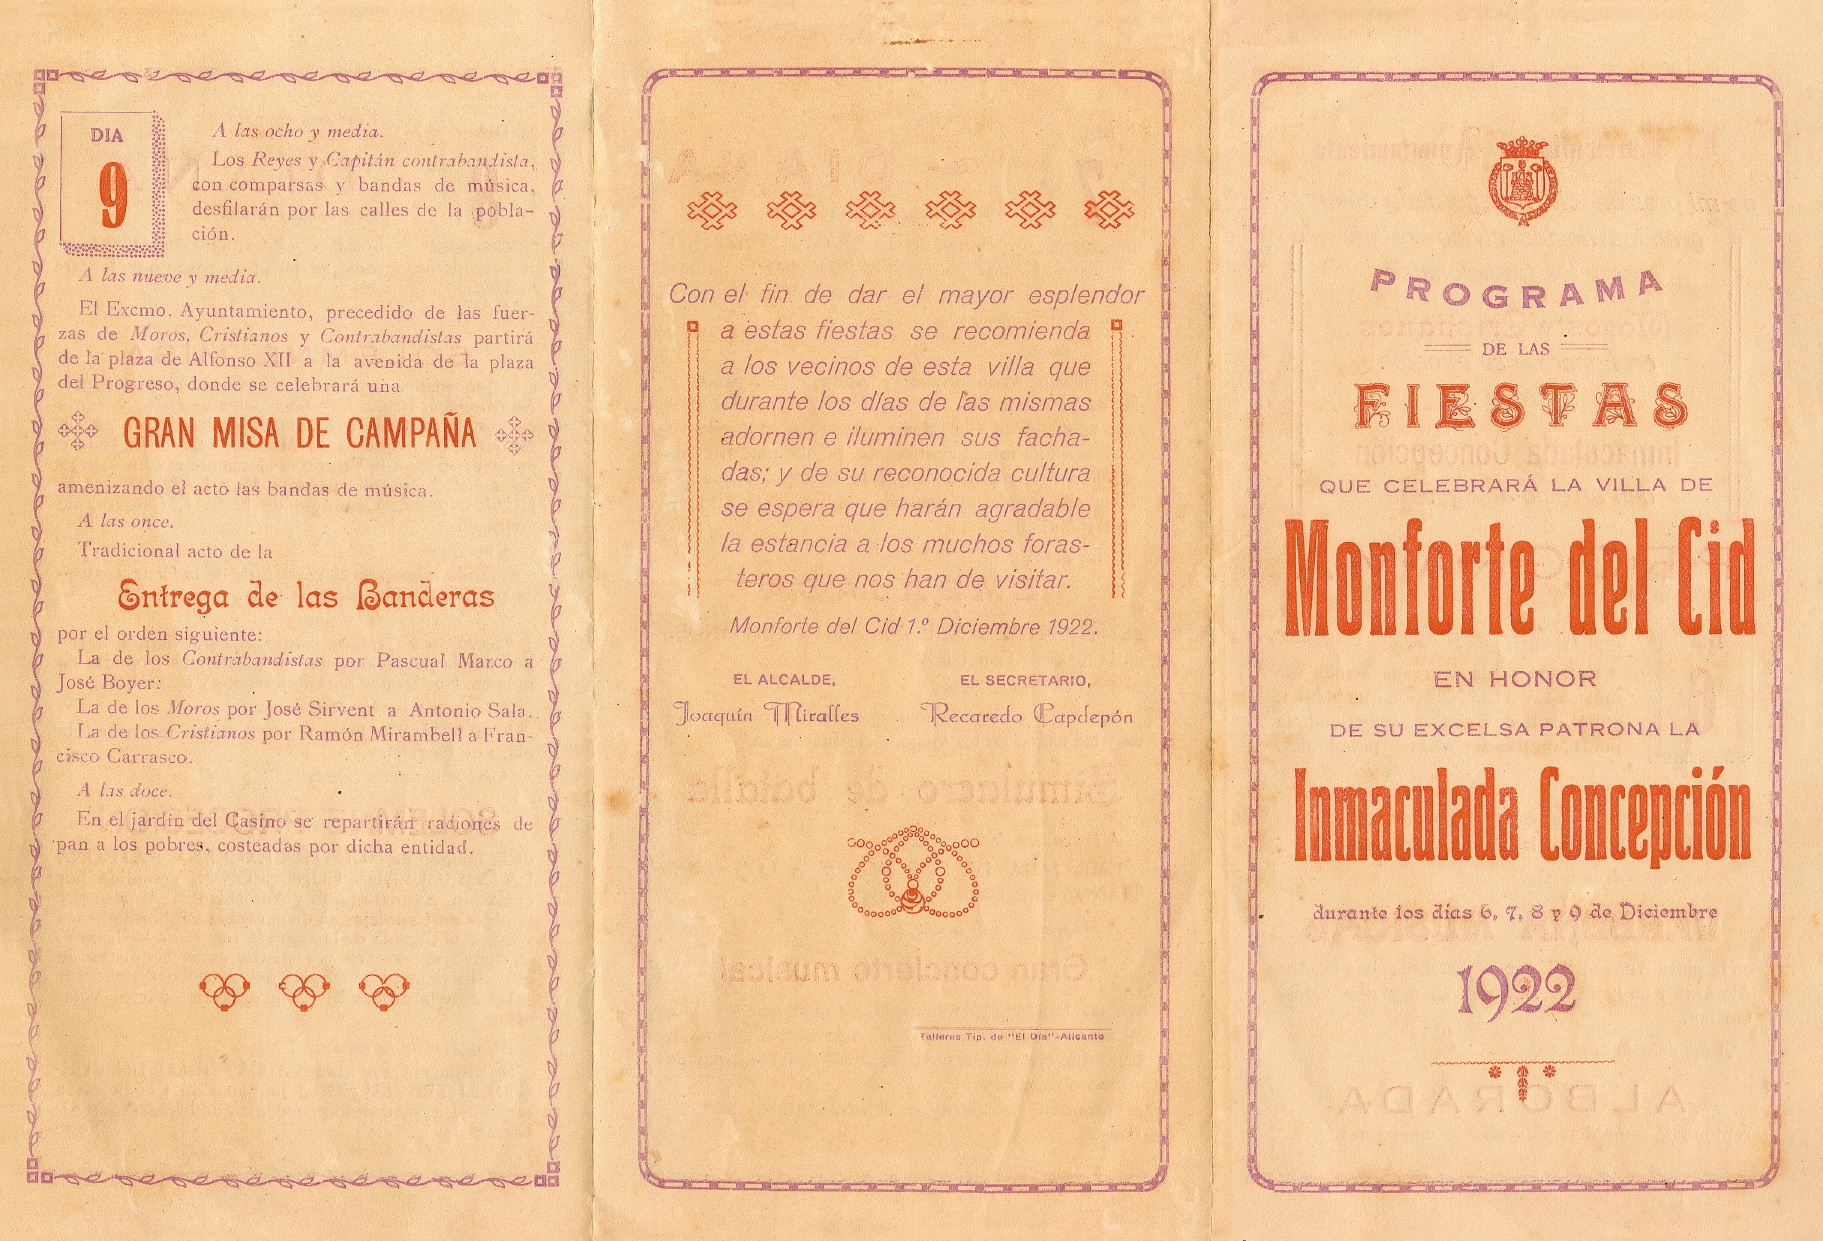 DIA
9
A las ocho y media.
Los Reyes y Capitán contrabandista,
con comparsas y bandas de música,
desfilarán por las calles de la pobla-
ción.
A las nueve y media.
El Excmo. Ayuntamiento, precedido de las fuer-
zas de Moros, Cristianos y Contrabandistas partirá
de la plaza de Alfonso XII a la avenida de la plaza
del Progreso, donde se celebrará una
GRAN MISA DE CAMPAÑA
amenizando el acto las bandas de música.
A las once.
Tradicional acto de la
Entrega de las Banderas
por el orden siguiente:
La de los Contrabandistas por Pascual Marco a
José Boyer:
La de los Moros por José Sirvent a Antonio Sala.
La de los Cristianos por Ramón Mirambell a Fran-
cisco Carrasco.
A las doce.
En el jardín del Casino se repartirán raciones de
pan a los pobres, costeadas por dicha entidad.
Con el fin de dar el mayor esplendor
a estas fiestas se recomienda
a los vecinos de esta villa que
durante los días de las mismas
adornen e iluminen sus facha-
das; y de su reconocida cultura
se espera que harán agradable
la estancia a los muchos foras-
teros que nos han de visitar.
Monforte del Cid 1.º Diciembre 1922.
EL ALCALDE, EL SECRETARIO,
Joaquín Miralles Recaredo Capdepón
Talleres Tip. de "El Día"-Alicante
PROGRAMA
DE LAS
FIESTAS
QUE CELEBRARÁ LA VILLA DE
Monforte del Cid
EN HONOR
DE SU EXCELSA PATRONA LA
Inmaculada Concepción
durante los días 6, 7, 8 y 9 de Diciembre
1922